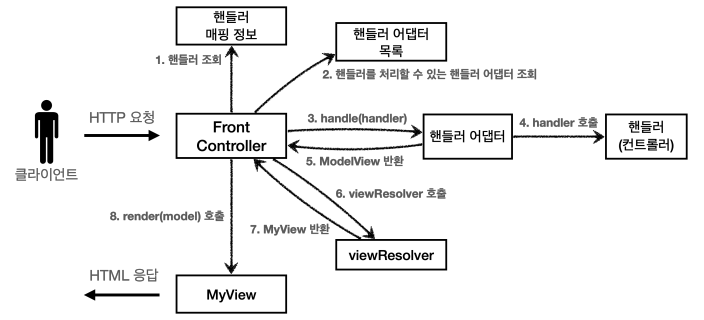 핸들러
매핑 정보
핸들러 어댑터
목록
1. 핸들러 조회
2. 핸들러를 처리할 수 있는 핸들러 어댑터 조회
HTTP 요청
Front
Controller
3. handle(handler)
핸들러 어댑터
4. handler 호출
핸들러
(컨트롤러)
5. ModelView 반환
클라이언트
6. viewResolver 호출
8. render(model) 호출
7. MyView 반환
viewResolver
HTML 응답
MyView